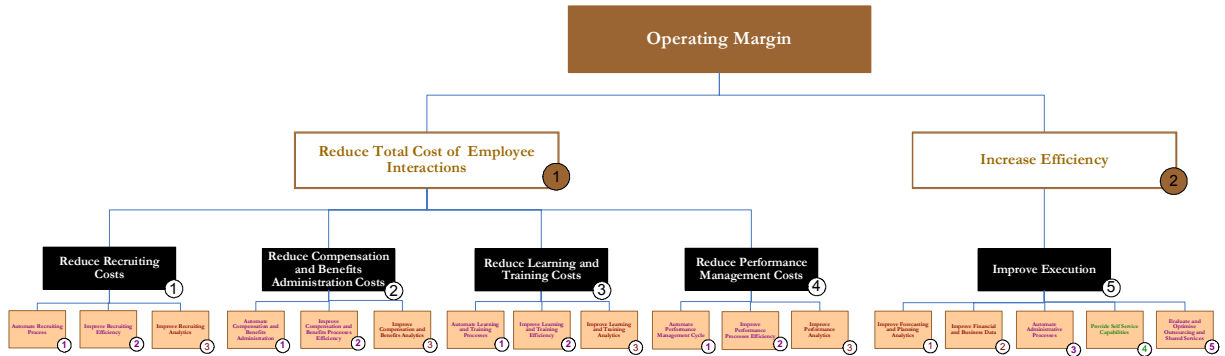 Operating Margin
Reduce Total Cost of Employee
Interactions
1
Increase Efficiency
2
Reduce Recruiting
Costs
1
Reduce Compensation
and Benefits
Administration Costs
2
Reduce Learning and
Training Costs
3
Reduce Performance
Management Costs
4
Improve Execution
5
Automate Recruiting
Process
1
Improve Recruiting
Efficiency
2
Improve Recruiting
Analytics
3
Automate
Compensation and
Benefits
Administration
1
Improve
Compensation and
Benefits Processes
Efficiency
2
Improve
Compensation and
Benefits Analytics
3
Automate Learning and
Training Processes
1
Improve Learning and
Training Efficiency
2
Improve Learning and
Training Analytics
3
Automate
Performance
Management Cycle
1
Improve
Performance
Processes Efficiency
2
Improve
Performance
Analytics
3
Improve Forecasting
and Planning
Analytics
1
Improve Financial
and Business Data
2
Automate
Administrative
Processes
3
Provide Self Service
Capabilities
4
Evaluate and
Optimise
Outsourcing and
Shared Services
5